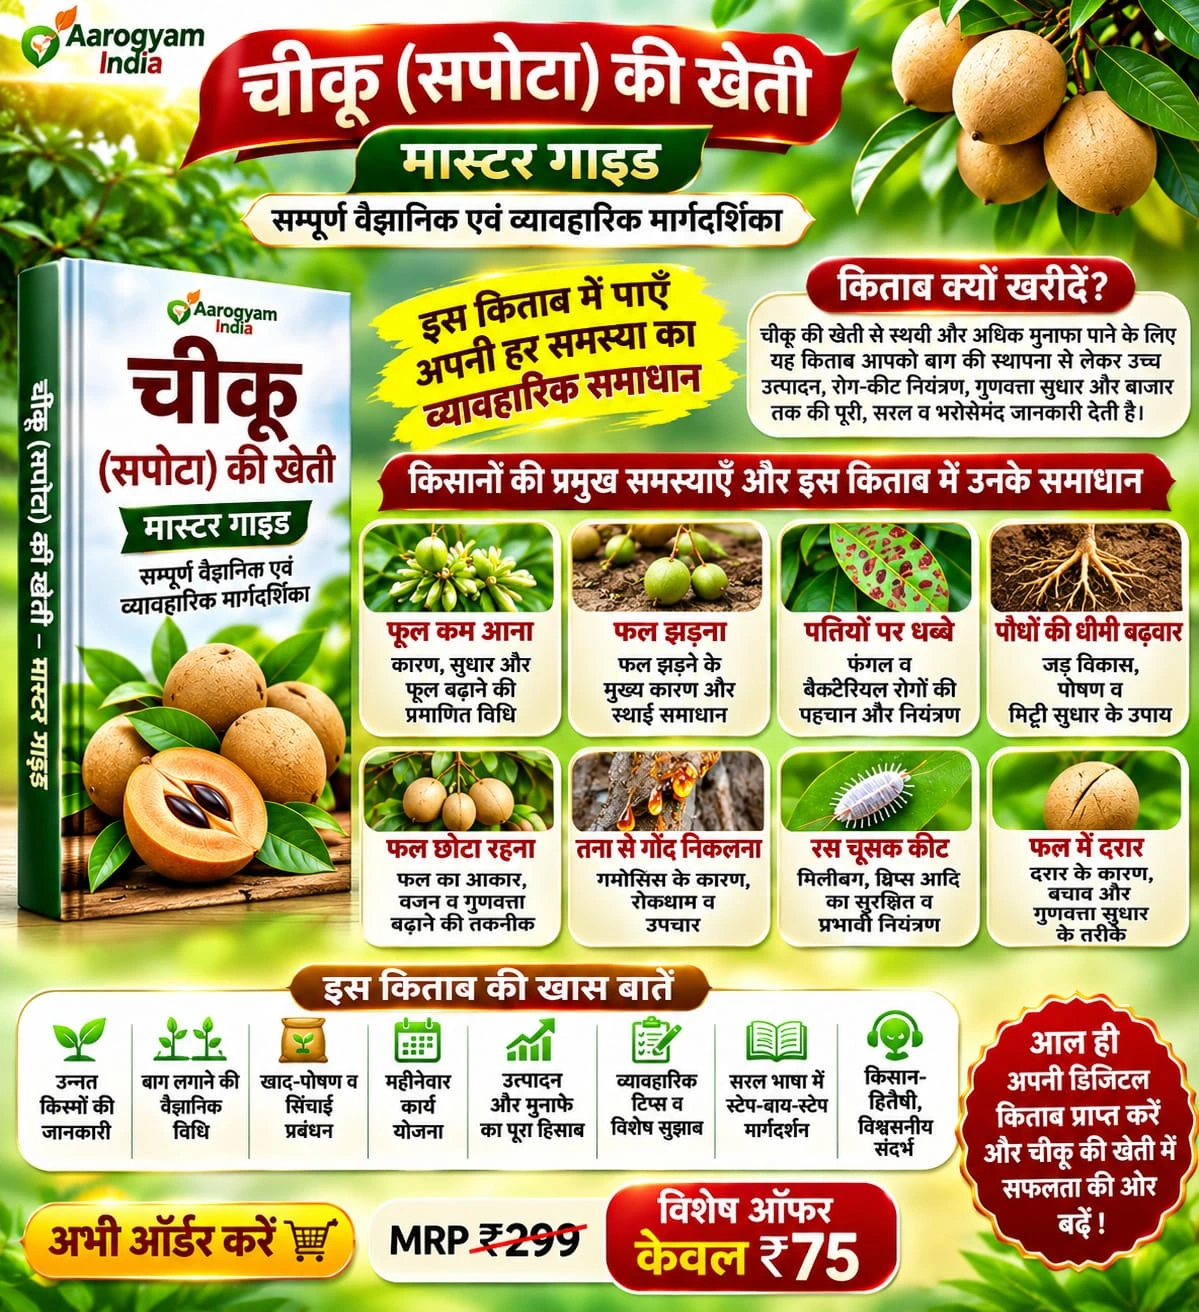 Aarogyam
India
चीकू (सपोटा) की खेती
मास्टर गाइड
सम्पूर्ण वैज्ञानिक एवं व्यावहारिक मार्गदर्शिका
Aarogyam
India
चीकू
(सपोटा) की खेती
मास्टर गाइड
सम्पूर्ण वैज्ञानिक एवं
व्यावहारिक मार्गदर्शिका
चीकू (सपोटा) की खेती – मास्टर गाइड
इस किताब में पाएँ
अपनी हर समस्या का
व्यावहारिक समाधान
किताब क्यों खरीदें?
चीकू की खेती से स्थवी और अधिक मुनाफा पाने के लिए
यह किताब आपको बाग की स्थापना से लेकर उच्च
उत्पादन, रोग-कीट नियंत्रण, गुणवत्ता सुधार और बाजार
तक की पूरी, सरल व भरोसेमंद जानकारी देती है।
किसानों की प्रमुख समस्याएँ और इस किताब में उनके समाधान
फूल कम आना
कारण, सुधार और
फूल बढ़ाने की
प्रमाणित विधि
फल झड़ना
फल झड़ने के
मुख्य कारण और
स्थाई समाधान
पतियों पर धब्बे
फंगल व
बैकटेरियल रोगों की
पहचान और नियंत्रण
पौधों की धीमी बढ़वार
जड़ विकास,
पोषण व
मिट्टी सुधार के उपाय
फल छोटा रहना
फल का आकार,
वजन व गुणवत्ता
बढ़ाने की तकनीक
तना से गोंद निकलना
गमोसिस के कारण,
रोकथाम व
उपचार
रस चूसक कीट
मिलीबग, थ्रिप्स आदि
का सुरक्षित व
प्रभावी नियंत्रण
फल में दरार
दरार के कारण,
बचाव और
गुणवत्ता सुधार
के तरीके
इस किताब की खास बातें
उन्नत
किस्मों की
जानकारी
बाग लगाने की
वैज्ञानिक
विधि
खाद-पोषण व
सिंचाई
प्रबंधन
महीनेवार
कार्य
योजना
उत्पादन
और मुनाफे
का पूरा हिसाब
व्यावहारिक
टिप्स व
विशेष सुझाब
सरल भाषा में
स्टेप-बाय-स्टेप
मार्गदर्शन
किसान-
हितैषी,
विश्वसनीय
संदर्भ
आल ही
अपनी डिजिटल
किताब प्राप्त करें
और चीकू की खेती में
सफलता की ओर
बढ़ें !
अभी ऑर्डर करें
MRP ₹299
विशेष ऑफर
केवल ₹75